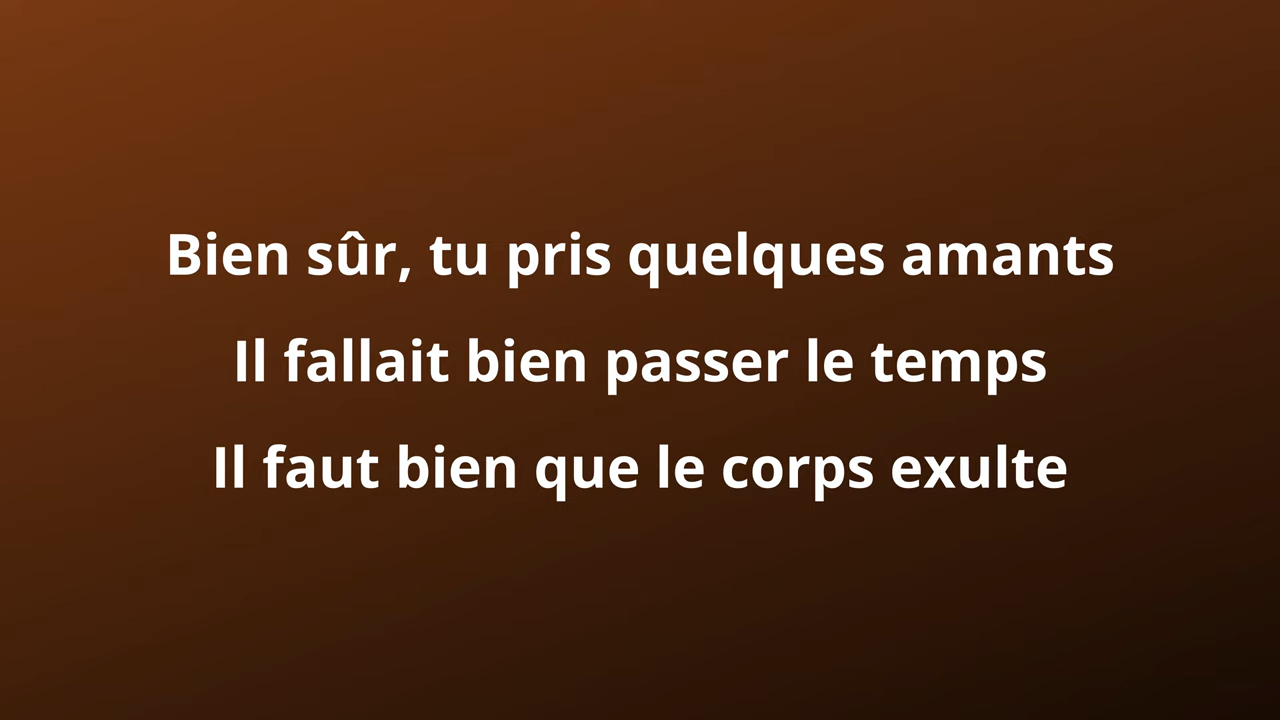 Bien sûr, tu pris quelques amants
Il fallait bien passer le temps
Il faut bien que le corps exulte